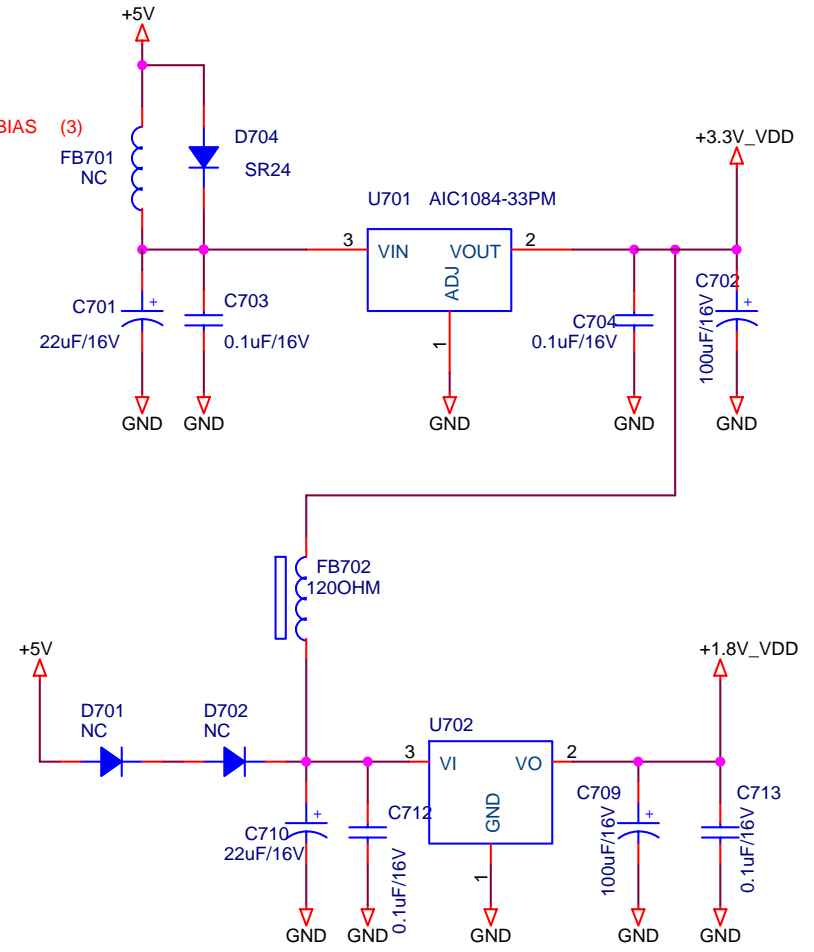 +5V
BIAS (3)
FB701
NC
D704
SR24
+3.3V_VDD
U701 AIC1084-33PM
3
VIN
VOUT
ADJ
2
1
C701
22uF/16V
C703
0.1uF/16V
C704
0.1uF/16V
C702
100uF/16V
GND
GND
GND
GND
GND
FB702
120OHM
+5V
+1.8V_VDD
D701
NC
D702
NC
U702
3
VI
VO
GND
2
1
C710
22uF/16V
C712
0.1uF/16V
C709
100uF/16V
C713
0.1uF/16V
GND
GND
GND
GND
GND